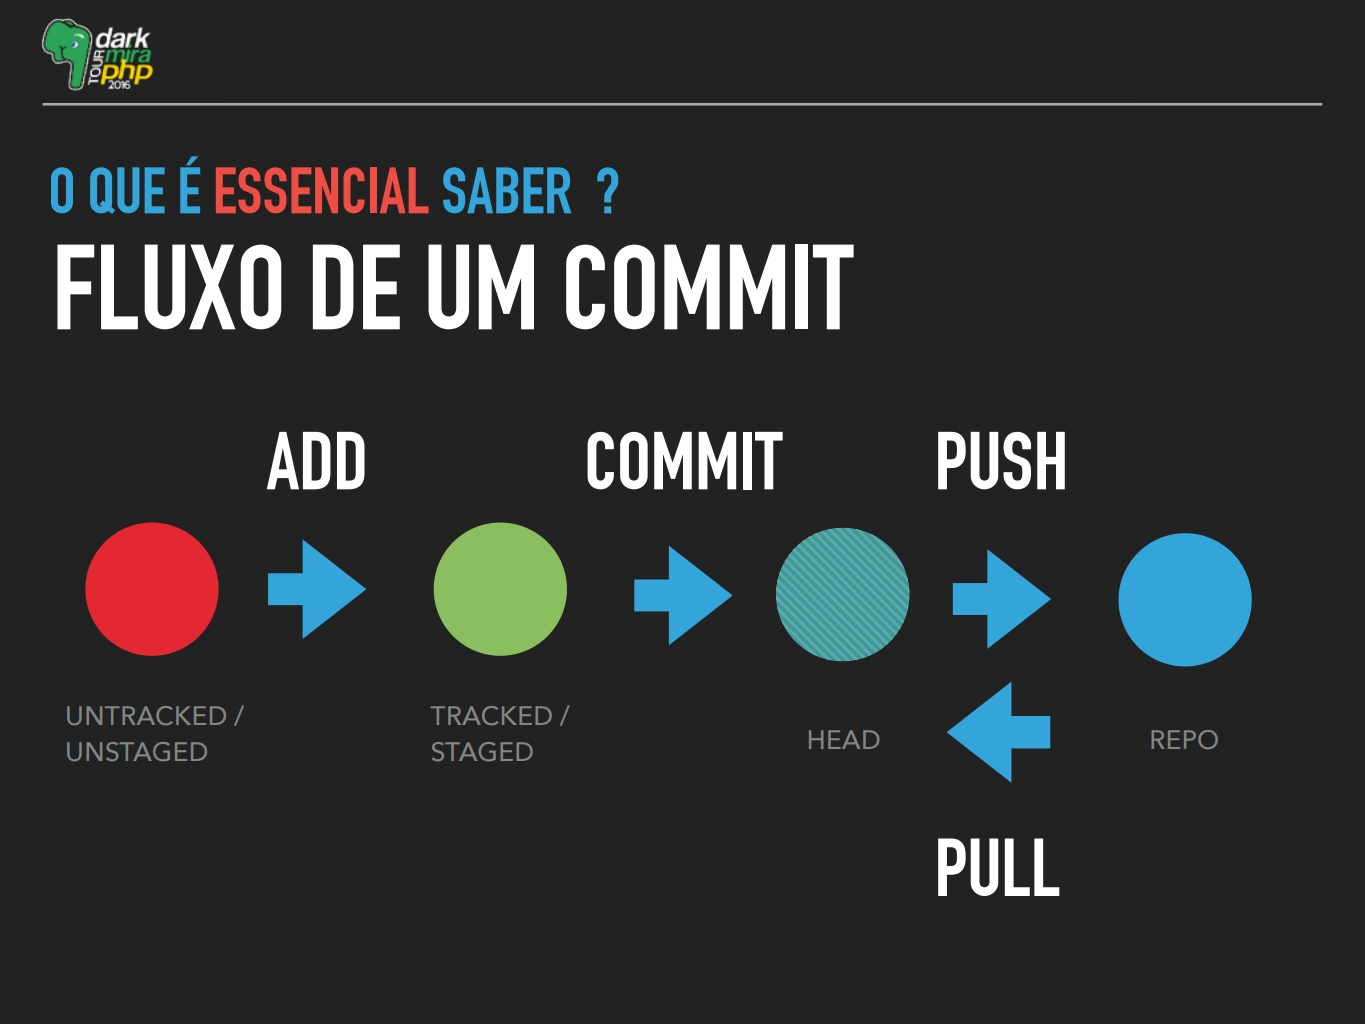 dark
mira
TOUR
php
2016
O QUE É ESSENCIAL SABER ?
FLUXO DE UM COMMIT
ADD
COMMIT
PUSH
UNTRACKED /
UNSTAGED
TRACKED /
STAGED
HEAD
REPO
PULL